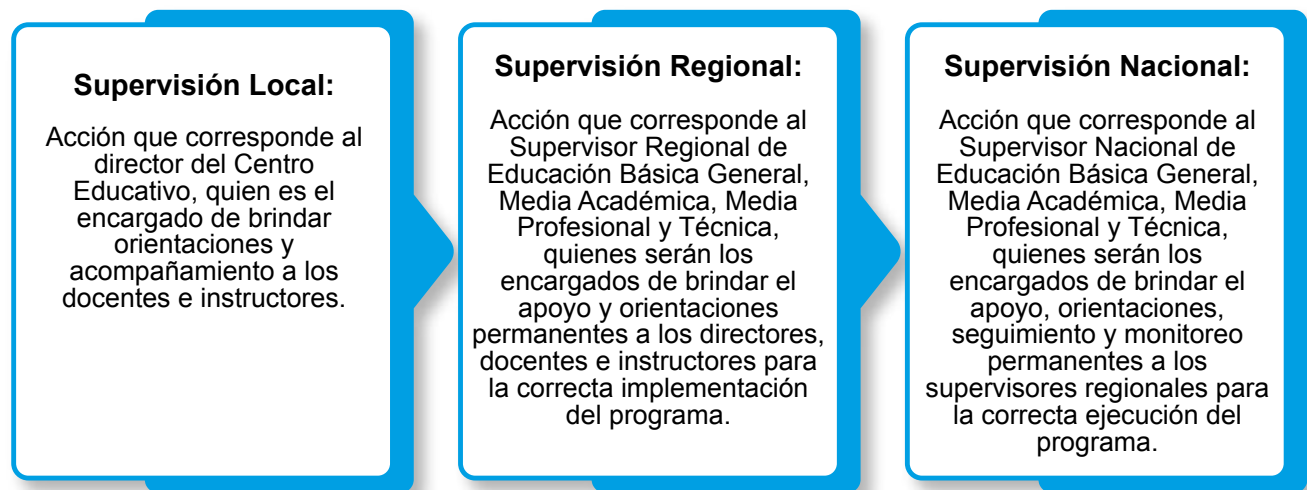 Supervisión Local:
Acción que corresponde al
director del Centro
Educativo, quien es el
encargado de brindar
orientaciones y
acompañamiento a los
docentes e instructores.
Supervisión Regional:
Acción que corresponde al
Supervisor Regional de
Educación Básica General,
Media Académica, Media
Profesional y Técnica,
quienes serán los
encargados de brindar el
apoyo y orientaciones
permanentes a los directores,
docentes e instructores para
la correcta implementación
del programa.
Supervisión Nacional:
Acción que corresponde al
Supervisor Nacional de
Educación Básica General,
Media Académica, Media
Profesional y Técnica,
quienes serán los
encargados de brindar el
apoyo, orientaciones,
seguimiento y monitoreo
permanentes a los
supervisores regionales para
la correcta ejecución del
programa.